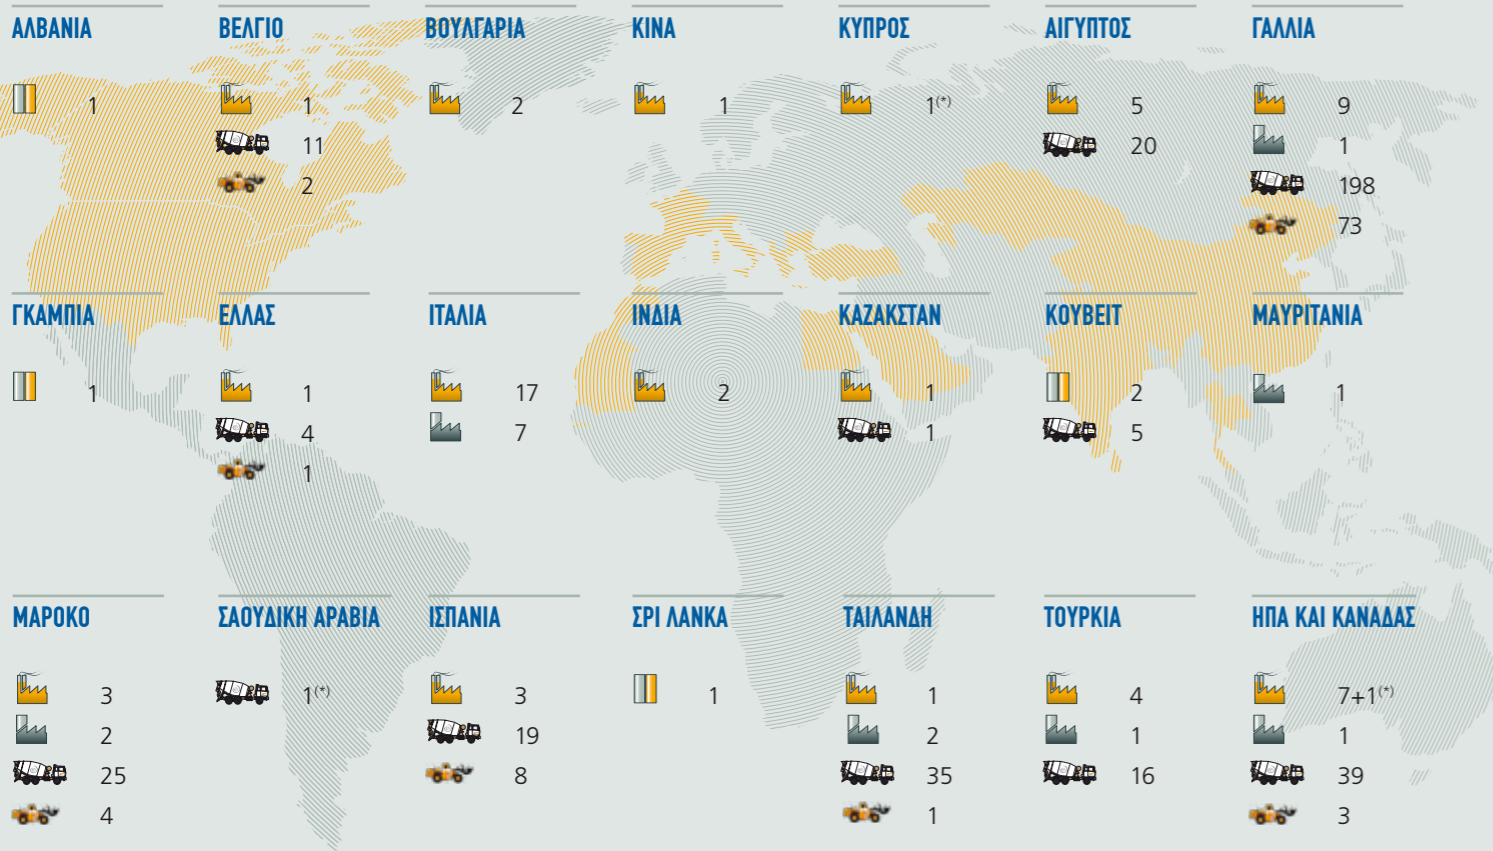 ΑΛΒΑΝΙΑ
1
ΒΕΛΓΙΟ
1
11
2
ΒΟΥΛΓΑΡΙΑ
2
ΚΙΝΑ
1
ΚΥΠΡΟΣ
1(*)
ΑΙΓΥΠΤΟΣ
5
20
ΓΑΛΛΙΑ
9
1
198
73
ΓΚΑΜΠΙΑ
1
ΕΛΛΑΣ
1
4
1
ΙΤΑΛΙΑ
17
7
ΙΝΔΙΑ
2
ΚΑΖΑΚΣΤΑΝ
1
1
ΚΟΥΒΕΙΤ
2
5
ΜΑΥΡΙΤΑΝΙΑ
1
ΜΑΡΟΚΟ
3
2
25
4
ΣΑΟΥΔΙΚΗ ΑΡΑΒΙΑ
1(*)
ΙΣΠΑΝΙΑ
3
19
8
ΣΡΙ ΛΑΝΚΑ
1
ΤΑΙΛΑΝΔΗ
1
2
35
1
ΤΟΥΡΚΙΑ
4
1
16
ΗΠΑ ΚΑΙ ΚΑΝΑΔΑΣ
7+1(*)
1
39
3